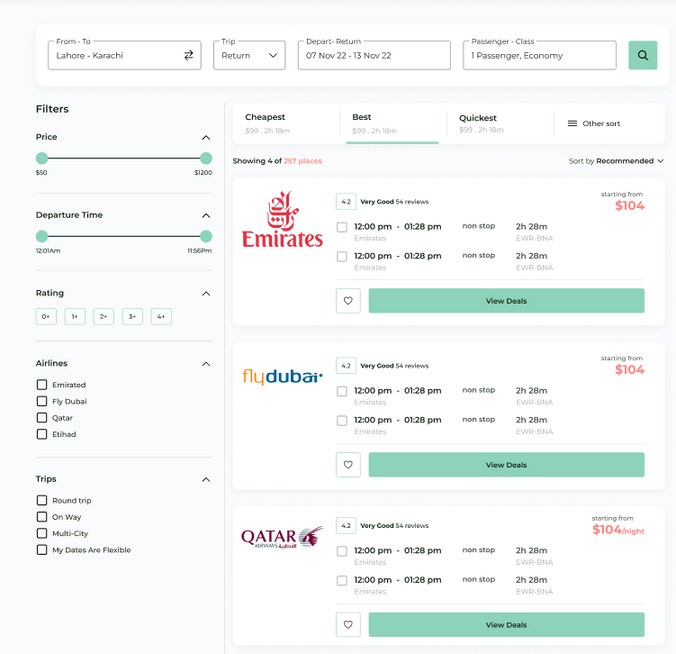 From - To
Lahore - Karachi
Trip
Return
Depart- Return
07 Nov 22 - 13 Nov 22
Passenger - Class
1 Passenger, Economy
Filters
Price
$50 $1200
Departure Time
12:01Am 11:56Pm
Rating
0+ 1+ 2+ 3+ 4+
Airlines
Emirated
Fly Dubai
Qatar
Etihad
Trips
Round trip
On Way
Multi-City
My Dates Are Flexible
Cheapest
$99 . 2h 18m
Best
$99 . 2h 18m
Quickest
$99 . 2h 18m
Other sort
Showing 4 of 257 places
Sort by Recommended
Emirates
4.2 Very Good 54 reviews
starting from
$104
12:00 pm - 01:28 pm non stop 2h 28m
Emirates EWR-BNA
12:00 pm - 01:28 pm non stop 2h 28m
Emirates EWR-BNA
View Deals
flydubai
4.2 Very Good 54 reviews
starting from
$104
12:00 pm - 01:28 pm non stop 2h 28m
Emirates EWR-BNA
12:00 pm - 01:28 pm non stop 2h 28m
Emirates EWR-BNA
View Deals
QATAR
AIRWAYS القطرية
4.2 Very Good 54 reviews
starting from
$104/night
12:00 pm - 01:28 pm non stop 2h 28m
Emirates EWR-BNA
12:00 pm - 01:28 pm non stop 2h 28m
Emirates EWR-BNA
View Deals